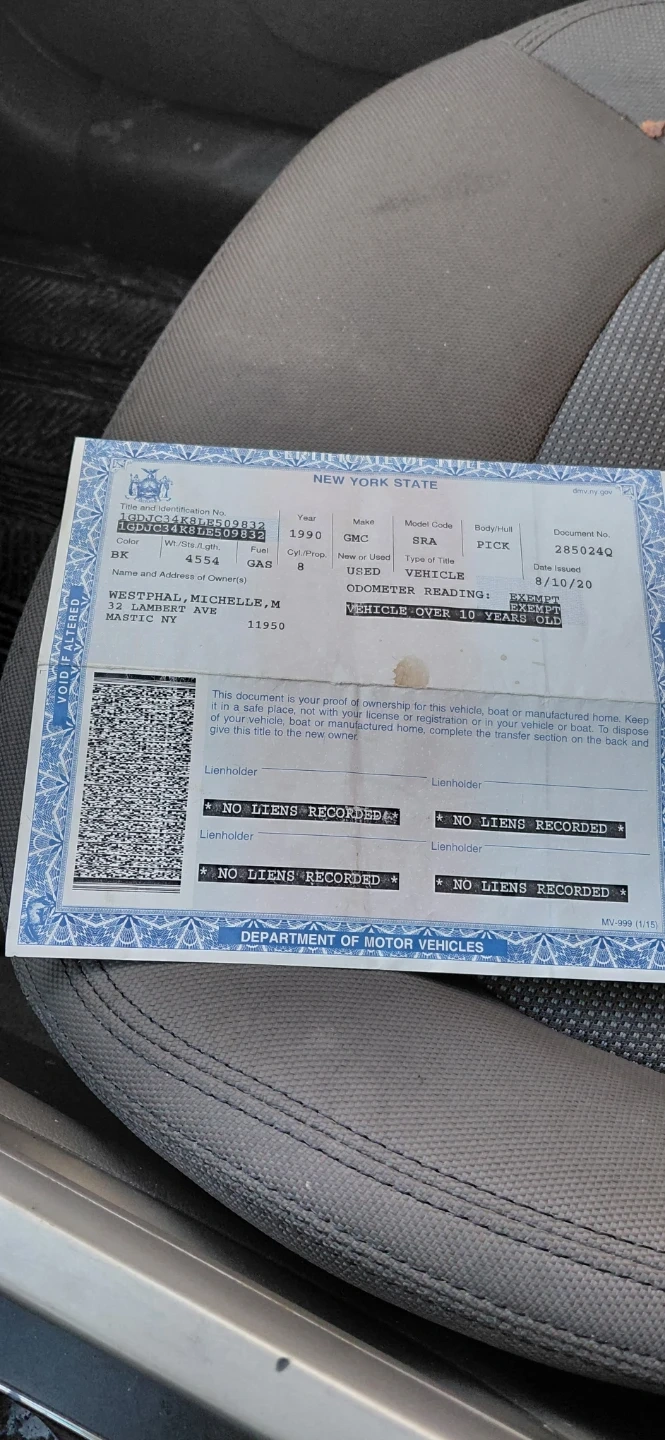 CERTIFICATE OF TITLE
NEW YORK STATE
dmv.ny.gov
Title and Identification No.
1GDJC34K8LE509832
1GDJC34K8LE509832
Year
1990
Make
GMC
Model Code
SRA
Body/Hull
PICK
Document No.
285024Q
Color
BK
Wt./Sts./Lgth.
4554
Fuel
GAS
Cyl./Prop.
8
New or Used
USED
Type of Title
VEHICLE
Date Issued
8/10/20
Name and Address of Owner(s)
WESTPHAL,MICHELLE,M
32 LAMBERT AVE
MASTIC NY 11950
ODOMETER READING: EXEMPT
EXEMPT
VEHICLE OVER 10 YEARS OLD
VOID IF ALTERED
This document is your proof of ownership for this vehicle, boat or manufactured home. Keep
it in a safe place, not with your license or registration or in your vehicle or boat. To dispose
of your vehicle, boat or manufactured home, complete the transfer section on the back and
give this title to the new owner.
Lienholder
Lienholder
* NO LIENS RECORDED *
* NO LIENS RECORDED *
Lienholder
Lienholder
* NO LIENS RECORDED *
* NO LIENS RECORDED *
MV-999 (1/15)
DEPARTMENT OF MOTOR VEHICLES